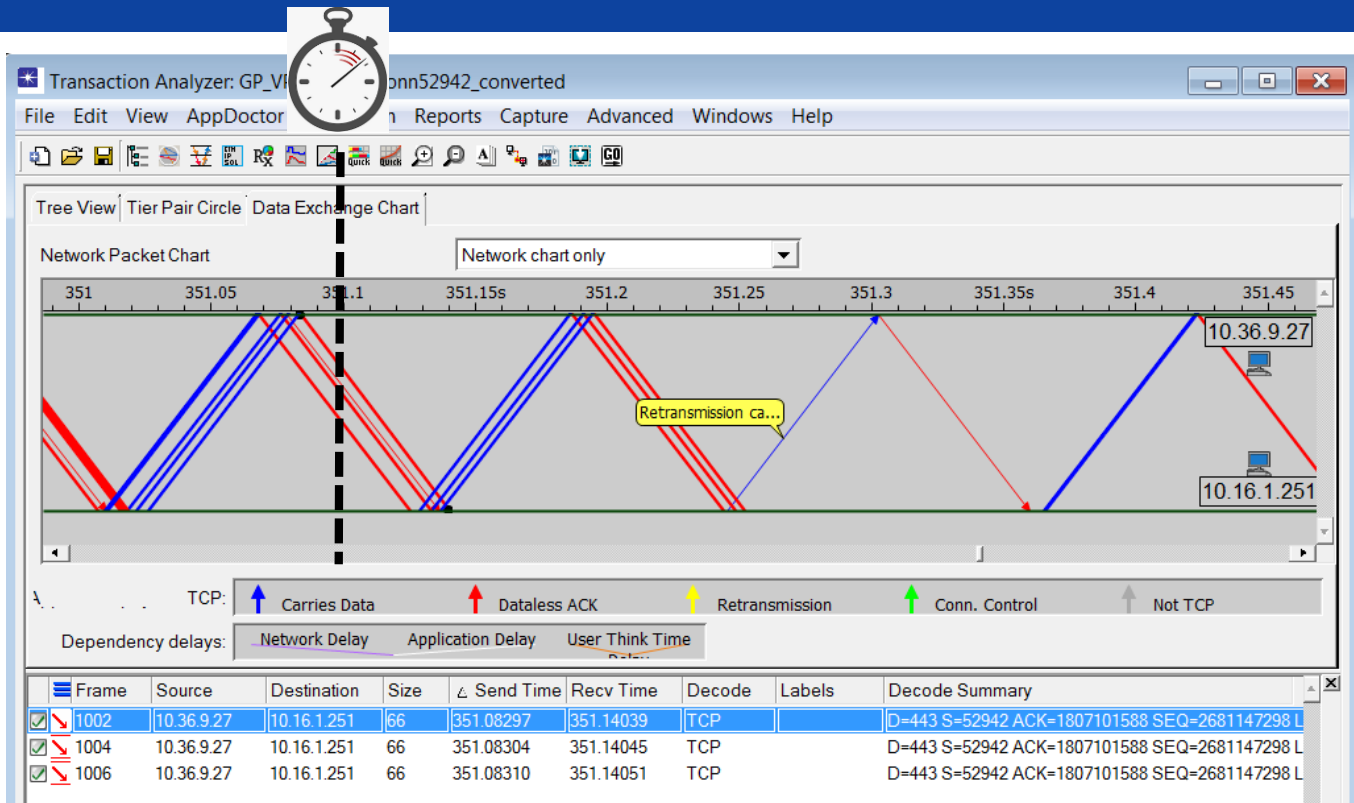 Transaction Analyzer: GP_VP onn52942_converted
File Edit View AppDoctor n Reports Capture Advanced Windows Help
Tree View Tier Pair Circle Data Exchange Chart
Network Packet Chart Network chart only
351 351.05 351.1 351.15s 351.2 351.25 351.3 351.35s 351.4 351.45
10.36.9.27
Retransmission ca...
10.16.1.251
TCP: Carries Data Dataless ACK Retransmission Conn. Control Not TCP
Dependency delays: Network Delay Application Delay User Think Time
Frame Source Destination Size Send Time Recv Time Decode Labels Decode Summary
1002 10.36.9.27 10.16.1.251 66 351.08297 351.14039 TCP D=443 S=52942 ACK=1807101588 SEQ=2681147298 L
1004 10.36.9.27 10.16.1.251 66 351.08304 351.14045 TCP D=443 S=52942 ACK=1807101588 SEQ=2681147298 L
1006 10.36.9.27 10.16.1.251 66 351.08310 351.14051 TCP D=443 S=52942 ACK=1807101588 SEQ=2681147298 L